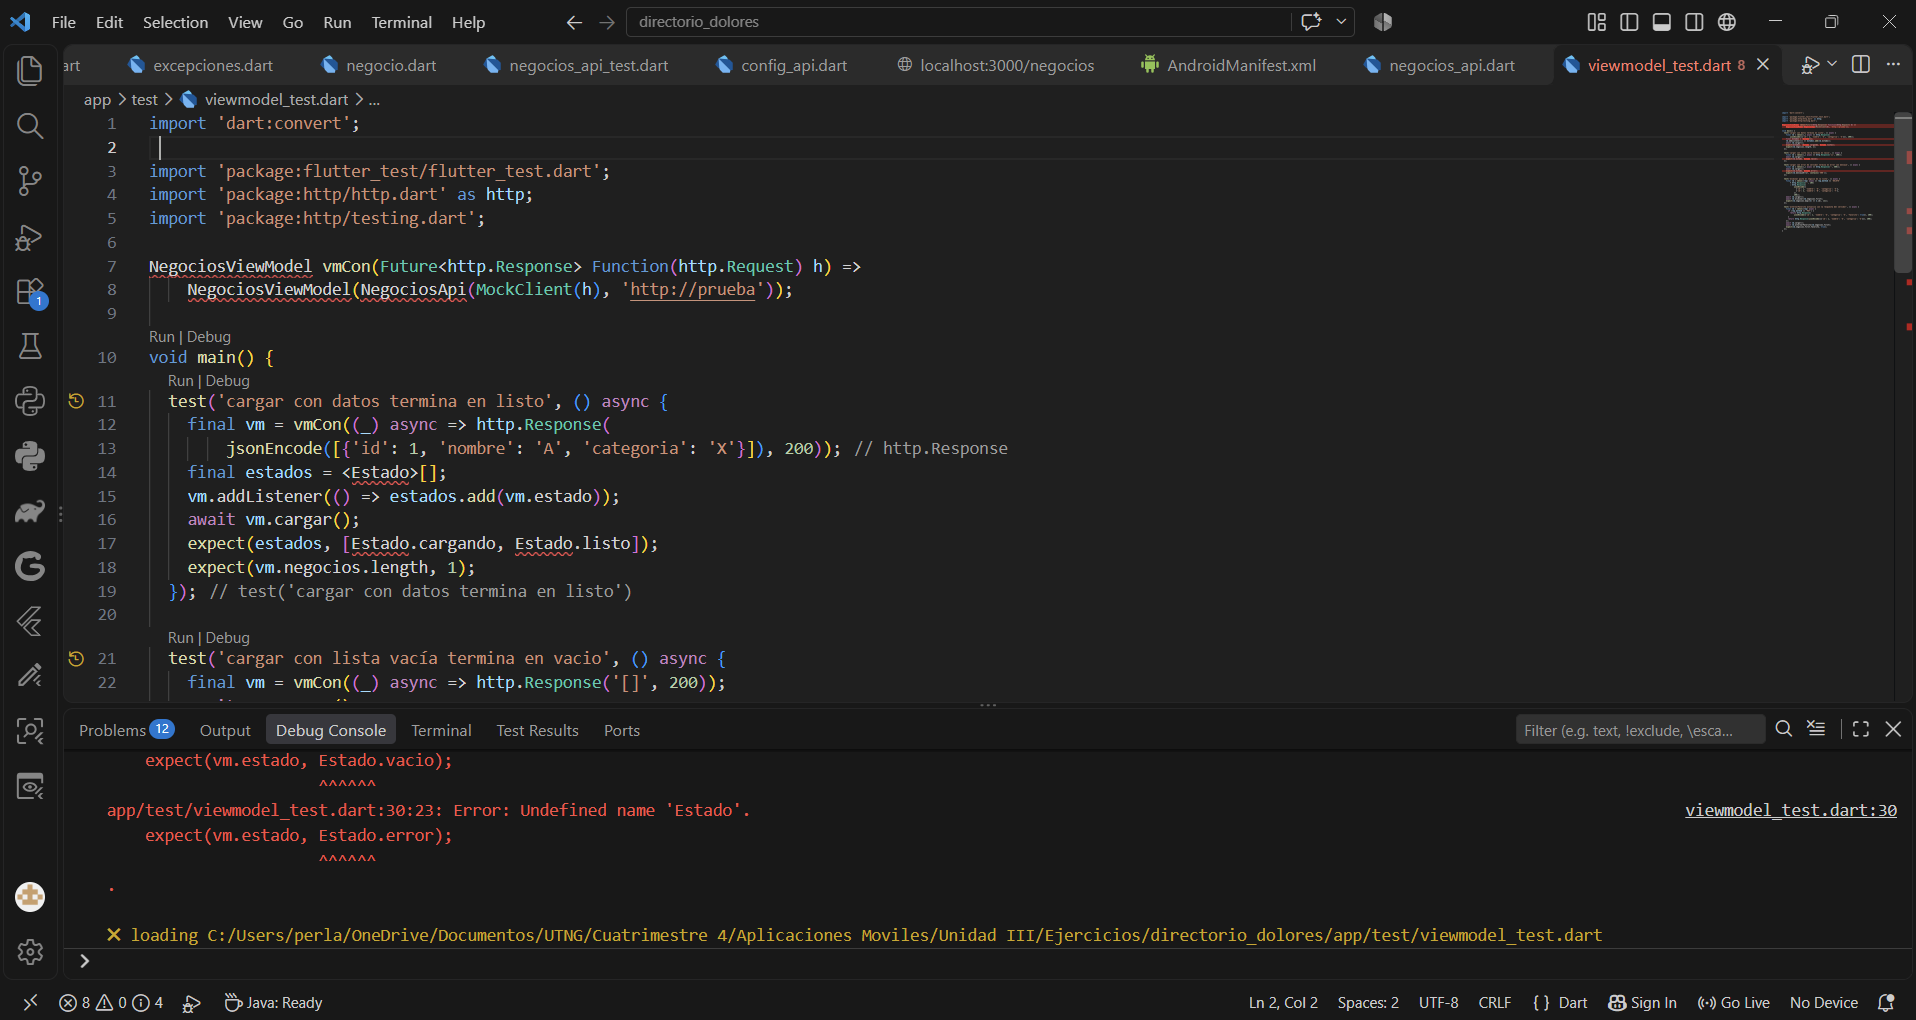 File Edit Selection View Go Run Terminal Help
directorio_dolores
art excepciones.dart negocio.dart negocios_api_test.dart config_api.dart localhost:3000/negocios AndroidManifest.xml negocios_api.dart viewmodel_test.dart 8
app > test > viewmodel_test.dart > ...
1 import 'dart:convert';
2
3 import 'package:flutter_test/flutter_test.dart';
4 import 'package:http/http.dart' as http;
5 import 'package:http/testing.dart';
6
7 NegociosViewModel vmCon(Future<http.Response> Function(http.Request) h) =>
8 NegociosViewModel(NegociosApi(MockClient(h), 'http://prueba'));
9
Run | Debug
10 void main() {
Run | Debug
11 test('cargar con datos termina en listo', () async {
12 final vm = vmCon((_) async => http.Response(
13 jsonEncode([{'id': 1, 'nombre': 'A', 'categoria': 'X'}]), 200)); // http.Response
14 final estados = <Estado>[];
15 vm.addListener(() => estados.add(vm.estado));
16 await vm.cargar();
17 expect(estados, [Estado.cargando, Estado.listo]);
18 expect(vm.negocios.length, 1);
19 }); // test('cargar con datos termina en listo')
20
Run | Debug
21 test('cargar con lista vacía termina en vacio', () async {
22 final vm = vmCon((_) async => http.Response('[]', 200));
Problems 12 Output Debug Console Terminal Test Results Ports
Filter (e.g. text, !exclude, \esca...
expect(vm.estado, Estado.vacio);
^^^^^^
app/test/viewmodel_test.dart:30:23: Error: Undefined name 'Estado'. viewmodel_test.dart:30
expect(vm.estado, Estado.error);
^^^^^^
.
✕ loading C:/Users/perla/OneDrive/Documentos/UTNG/Cuatrimestre 4/Aplicaciones Moviles/Unidad III/Ejercicios/directorio_dolores/app/test/viewmodel_test.dart
>
1
8 0 4 Java: Ready Ln 2, Col 2 Spaces: 2 UTF-8 CRLF { } Dart Sign In Go Live No Device